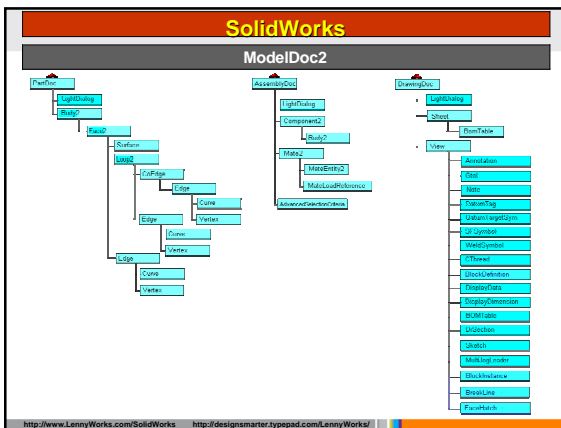 SolidWorks
ModelDoc2
PartDoc
LightDialog
Body2
Face2
Surface
Loop2
CoEdge
Edge
Curve
Vertex
Edge
Curve
Vertex
Edge
Curve
Vertex
AssemblyDoc
LightDialog
Component2
Body2
Mate2
MateEntity2
MateLoadReference
AdvancedSelectionCriteria
DrawingDoc
LightDialog
Sheet
BomTable
View
Annotation
Gtol
Note
DatumTag
DatumTargetSym
SFSymbol
WeldSymbol
CThread
BlockDefinition
DisplayData
DisplayDimension
BOMTable
DrSection
Sketch
MultiJogLeader
BlockInstance
BreakLine
FaceHatch
http://www.LennyWorks.com/SolidWorks http://designsmarter.typepad.com/LennyWorks/